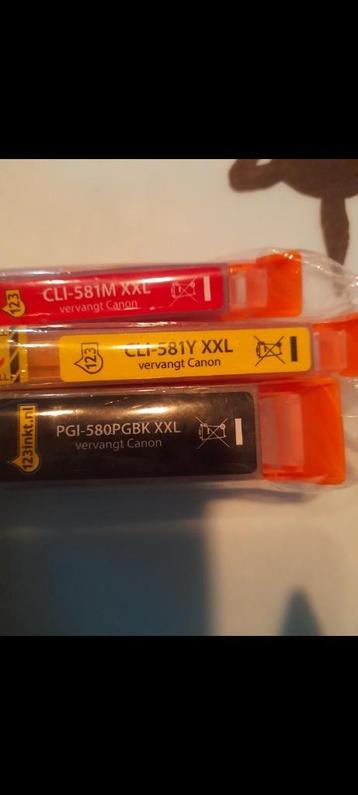 123
CLI-581M XXL
vervangt Canon
123
CLI-581Y XXL
vervangt Canon
123inkt.nl
PGI-580PGBK XXL
vervangt Canon